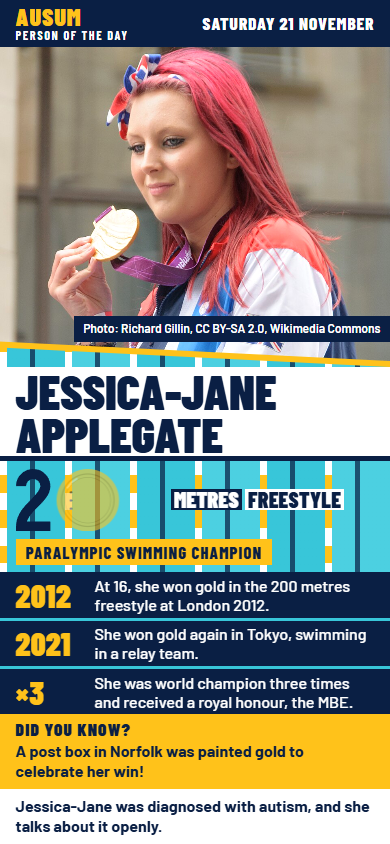 AUSUM
PERSON OF THE DAY
SATURDAY 21 NOVEMBER
Photo: Richard Gillin, CC BY-SA 2.0, Wikimedia Commons
JESSICA-JANE
APPLEGATE
2
METRES FREESTYLE
PARALYMPIC SWIMMING CHAMPION
2012
At 16, she won gold in the 200 metres
freestyle at London 2012.
2021
She won gold again in Tokyo, swimming
in a relay team.
×3
She was world champion three times
and received a royal honour, the MBE.
DID YOU KNOW?
A post box in Norfolk was painted gold to
celebrate her win!
Jessica-Jane was diagnosed with autism, and she
talks about it openly.